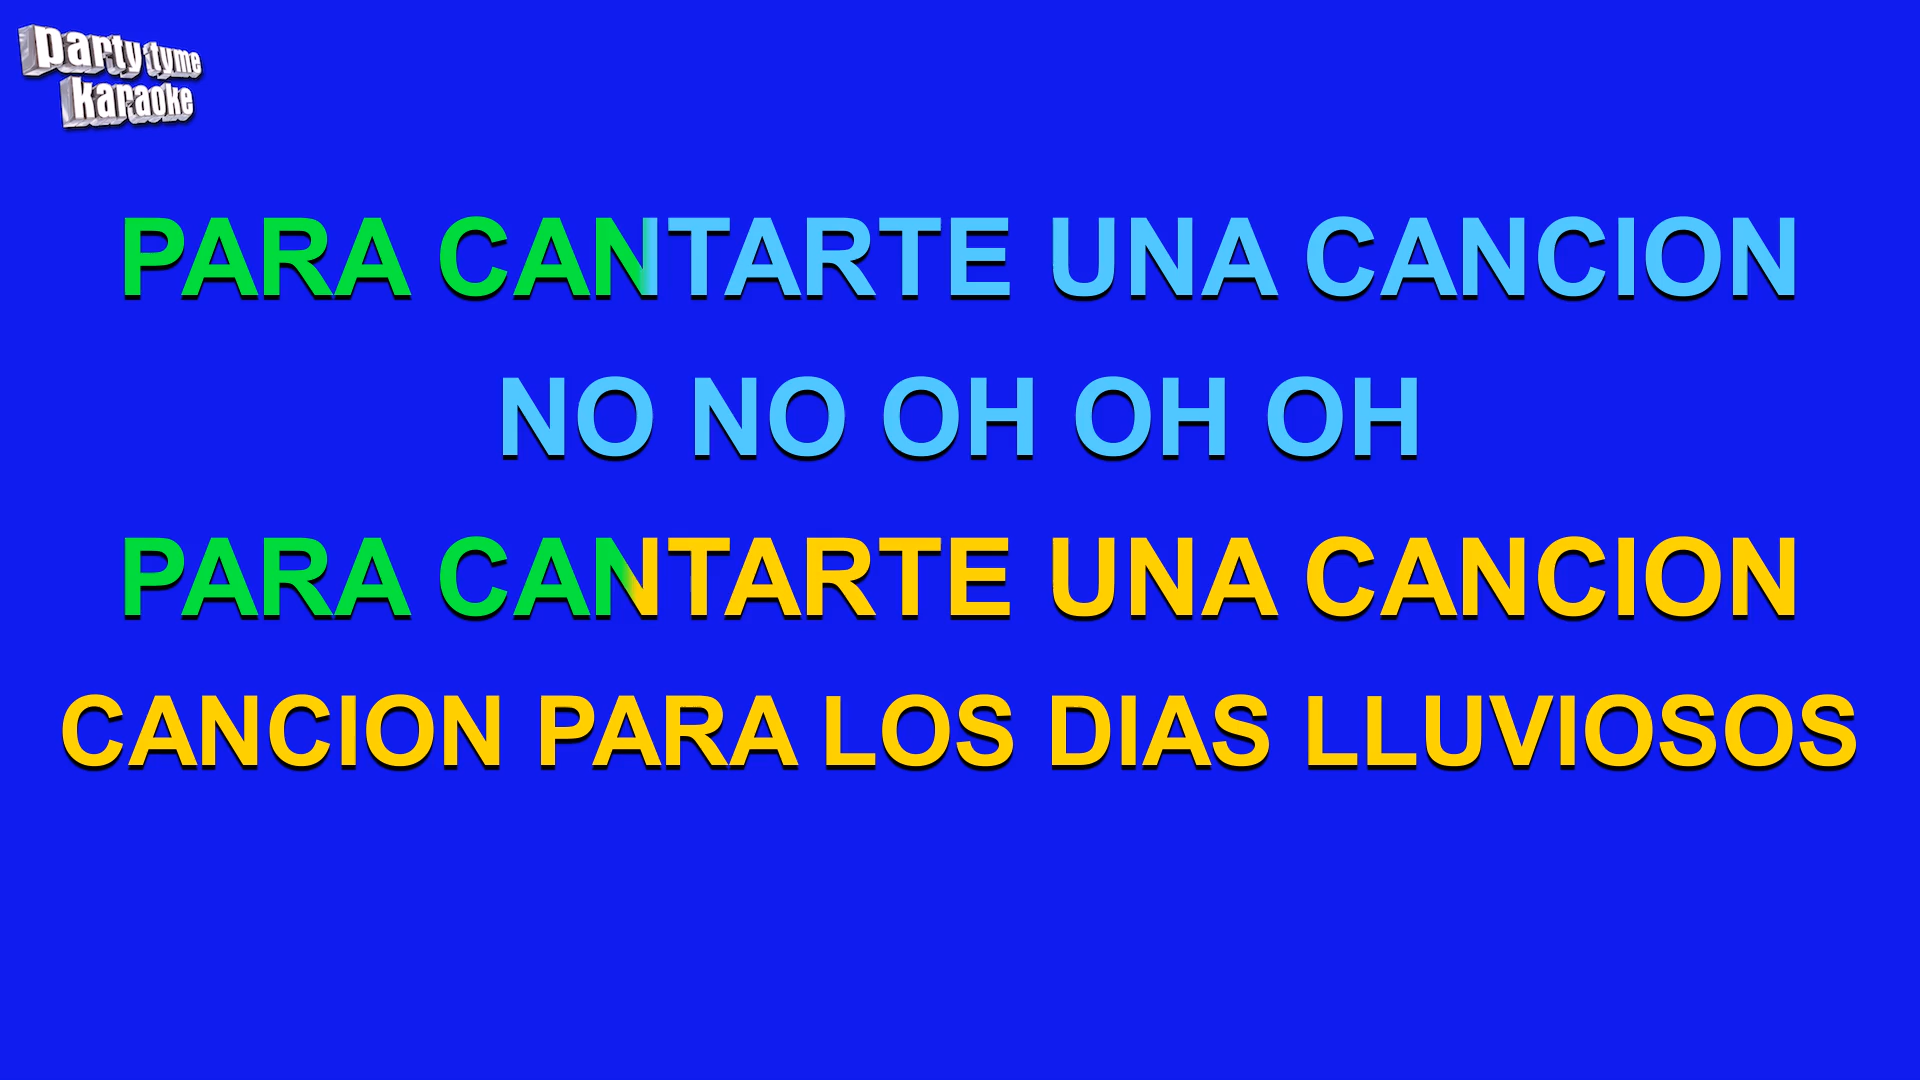 party tyme
karaoke
PARA CANTARTE UNA CANCION
NO NO OH OH OH
PARA CANTARTE UNA CANCION
CANCION PARA LOS DIAS LLUVIOSOS